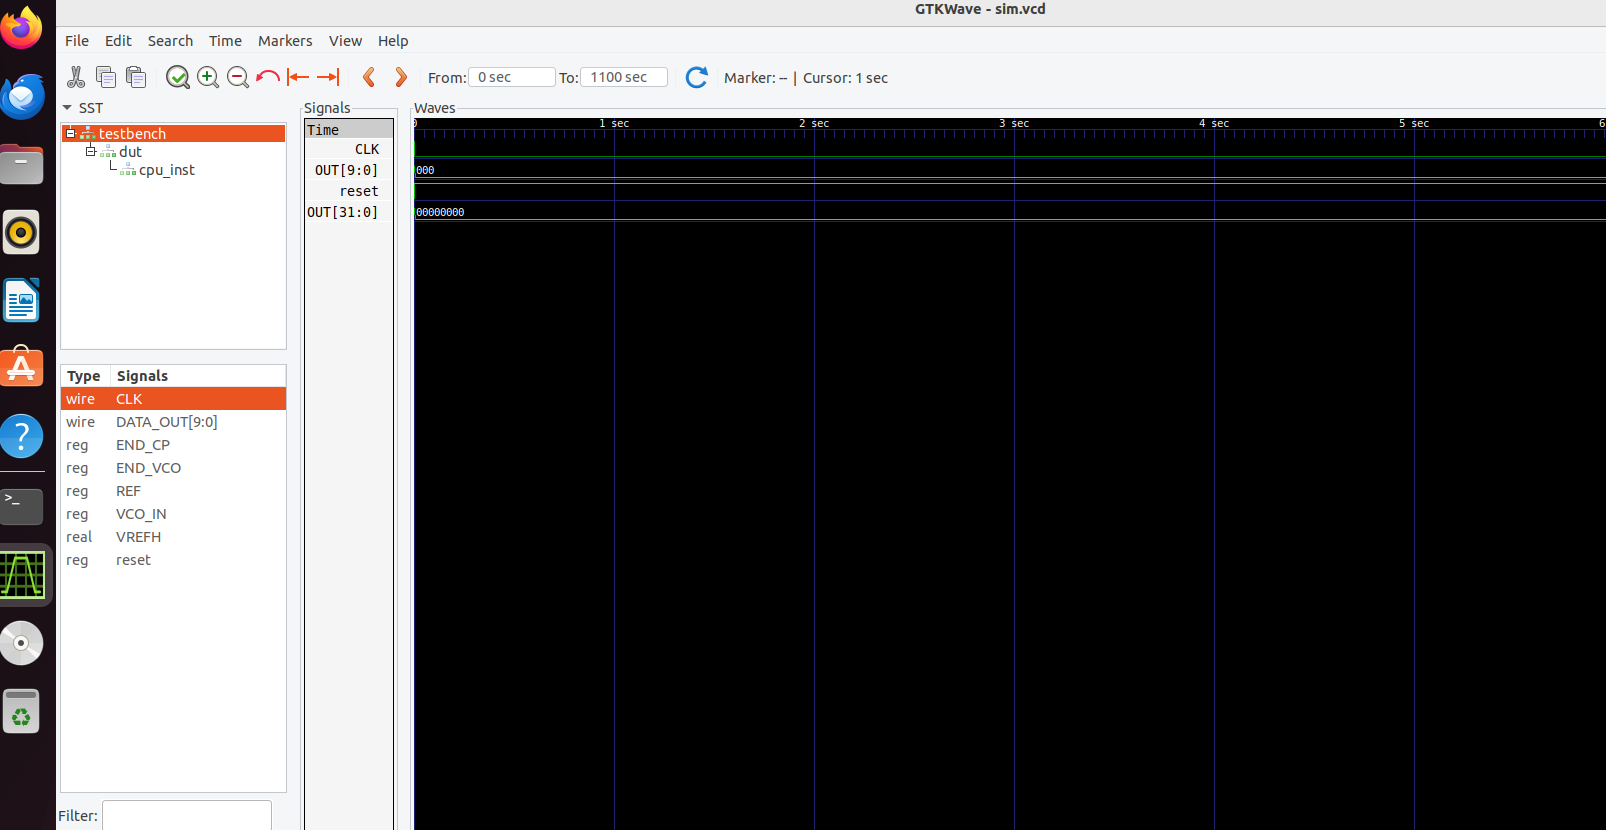 GTKWave - sim.vcd
File Edit Search Time Markers View Help
From: 0 sec To: 1100 sec Marker: -- | Cursor: 1 sec
SST
testbench
dut
cpu_inst
Type Signals
wire CLK
wire DATA_OUT[9:0]
reg END_CP
reg END_VCO
reg REF
reg VCO_IN
real VREFH
reg reset
Filter:
Signals
Time
CLK
OUT[9:0]
reset
OUT[31:0]
Waves
0 1 sec 2 sec 3 sec 4 sec 5 sec 6
000
00000000